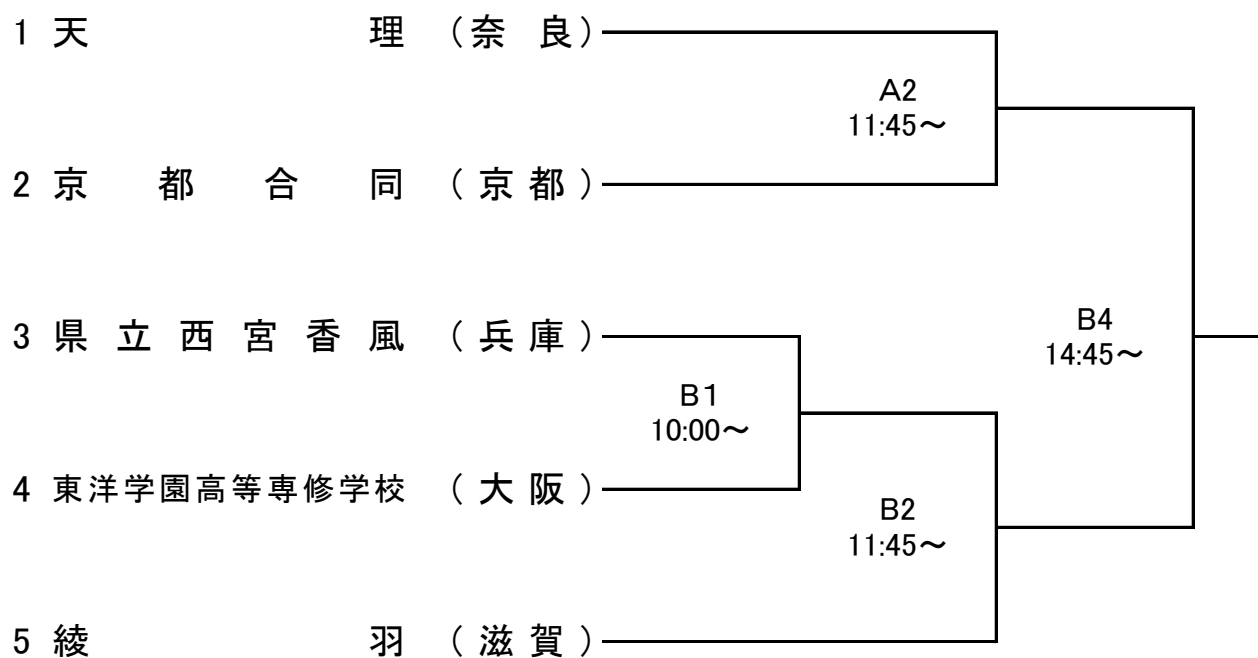 1 天理 (奈良)
A2
11:45～
2 京都合同 (京都)
3 県立西宮香風 (兵庫)
B4
14:45～
B1
10:00～
4 東洋学園高等専修学校 (大阪)
B2
11:45～
5 綾羽 (滋賀)